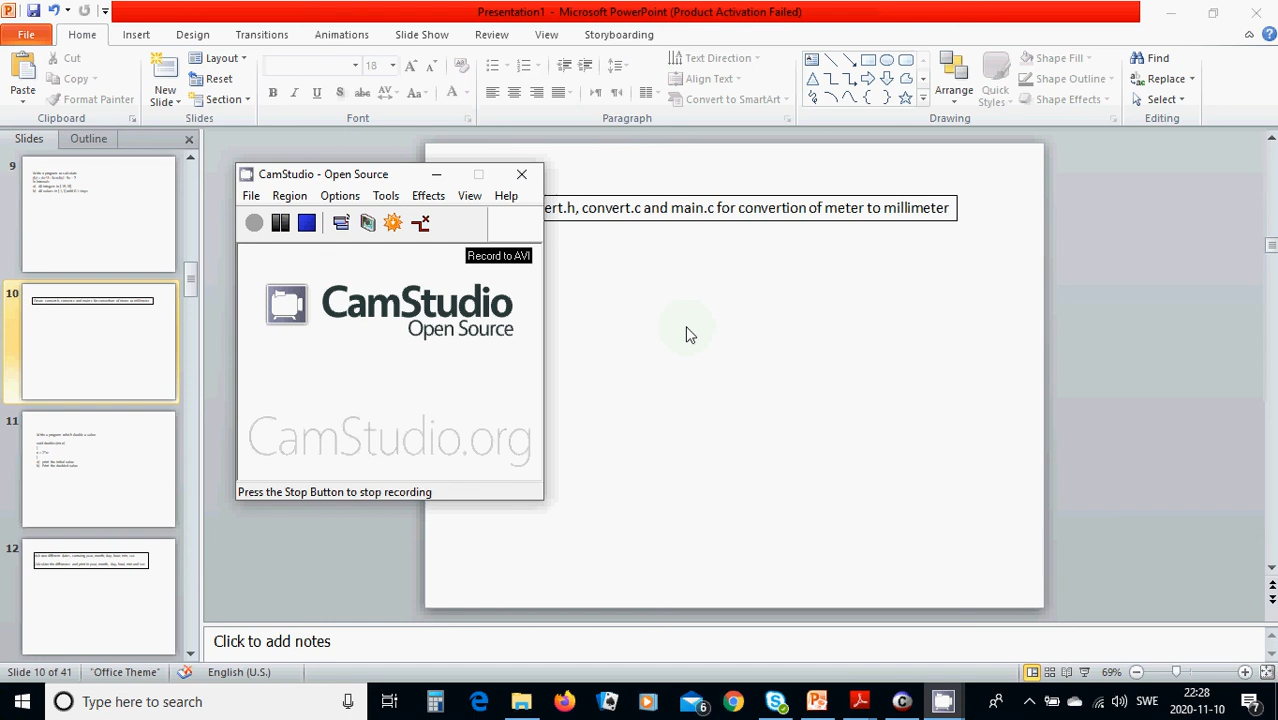 Presentation1 - Microsoft PowerPoint (Product Activation Failed)
File Home Insert Design Transitions Animations Slide Show Review View Storyboarding
Paste
Cut
Copy
Format Painter
Clipboard
New Slide
Layout
Reset
Section
Slides
18
Font
Text Direction
Align Text
Convert to SmartArt
Paragraph
Arrange
Quick Styles
Shape Fill
Shape Outline
Shape Effects
Drawing
Find
Replace
Select
Editing
Slides Outline
9
10
11
12
CamStudio - Open Source
File Region Options Tools Effects View Help
Record to AVI
CamStudio
Open Source
CamStudio.org
Press the Stop Button to stop recording
ert.h, convert.c and main.c for convertion of meter to millimeter
Click to add notes
Slide 10 of 41 "Office Theme" English (U.S.) 69%
Type here to search
6
SWE
22:28
2020-11-10
7